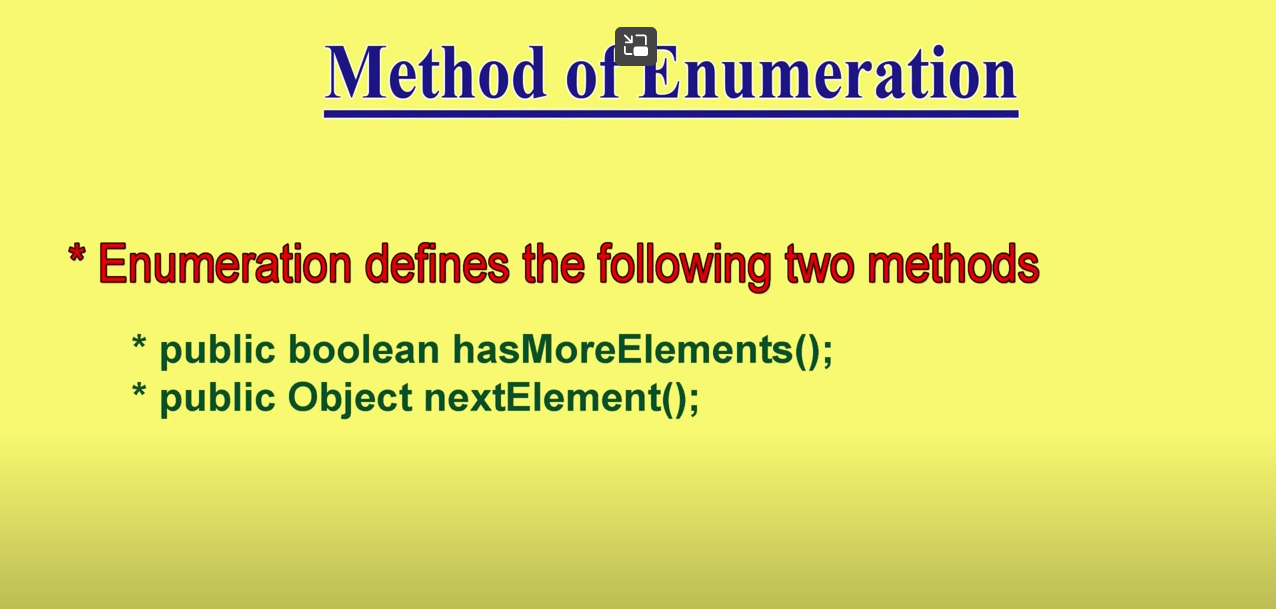 Method of Enumeration
* Enumeration defines the following two methods
* public boolean hasMoreElements();
* public Object nextElement();